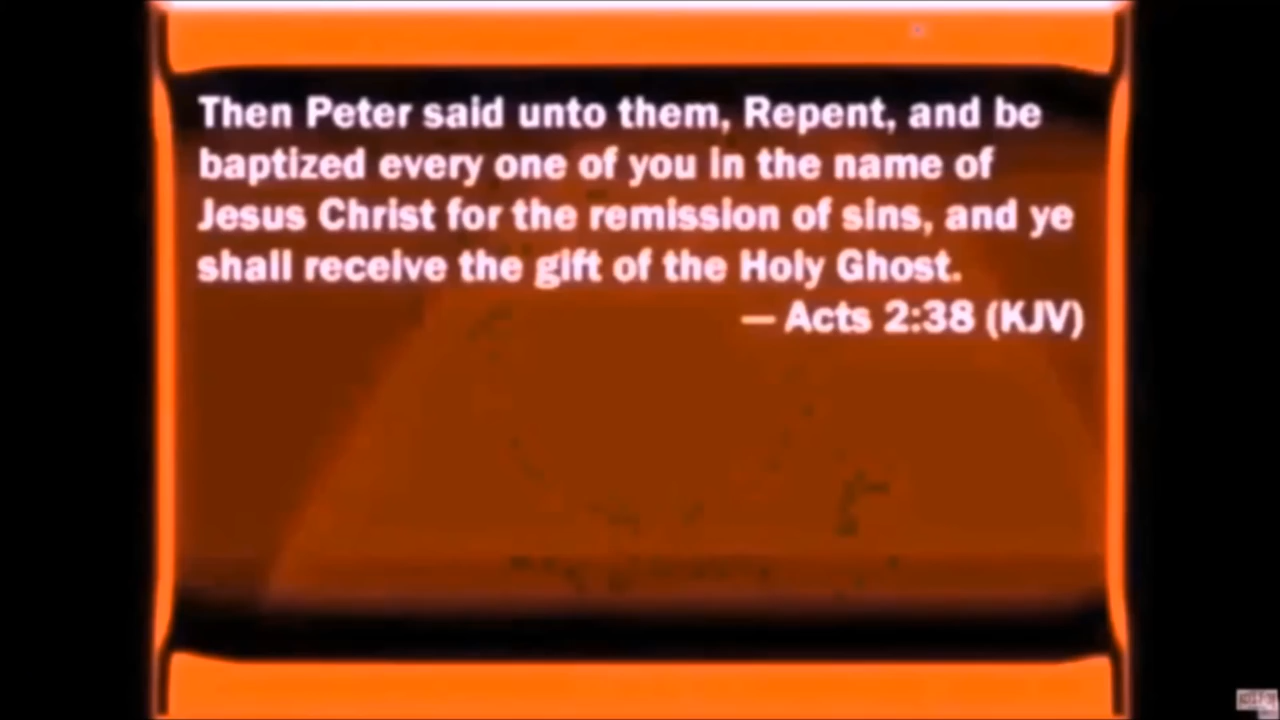 Then Peter said unto them, Repent, and be
baptized every one of you in the name of
Jesus Christ for the remission of sins, and ye
shall receive the gift of the Holy Ghost.
— Acts 2:38 (KJV)